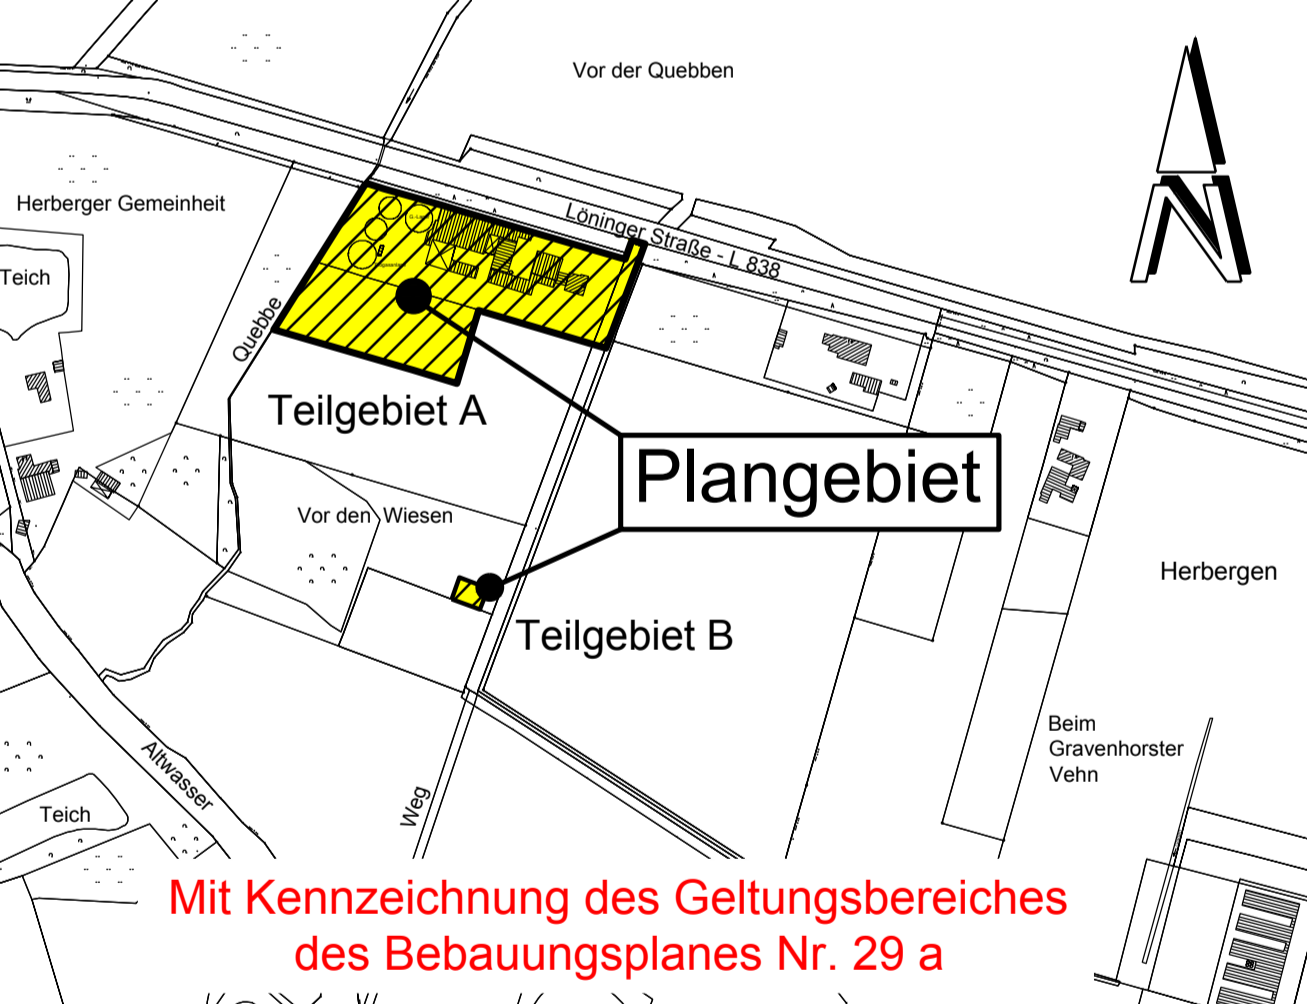 Vor der Quebben
N
Herberger Gemeinheit
Löninger Straße - L 838
Teich
Quebbe
Teilgebiet A
Plangebiet
Vor den Wiesen
Herbergen
Teilgebiet B
Beim
Gravenhorster
Vehn
Altwasser
Weg
Teich
Mit Kennzeichnung des Geltungsbereiches
des Bebauungsplanes Nr. 29 a